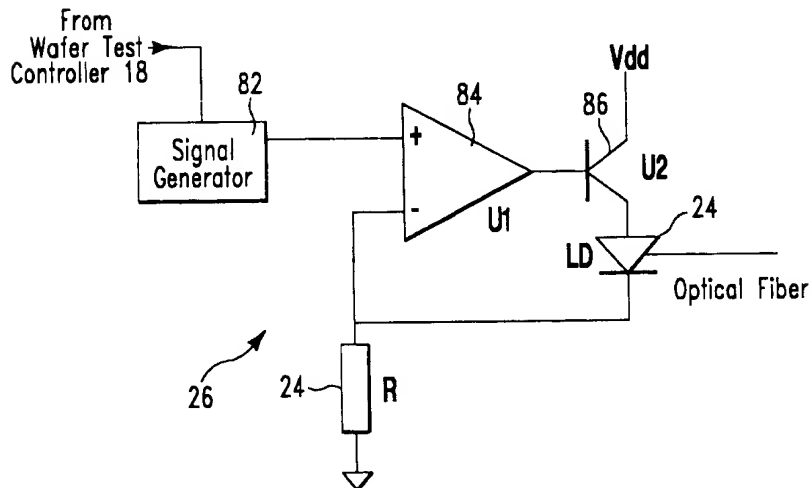 From
Wafer Test
Controller 18
82
Signal
Generator
+
-
84
U1
Vdd
86
U2
24
LD
Optical Fiber
26
24
R